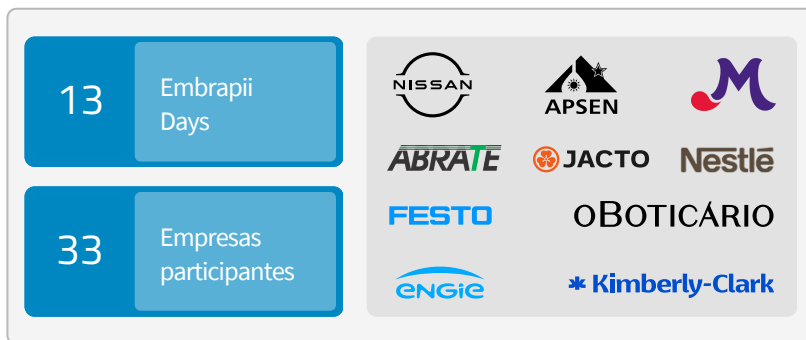 13
Embrapii
Days
33
Empresas
participantes
NISSAN
APSEN
M
ABRATE
JACTO
Nestlé
FESTO
oBOTICÁRIO
ENGIE
Kimberly-Clark